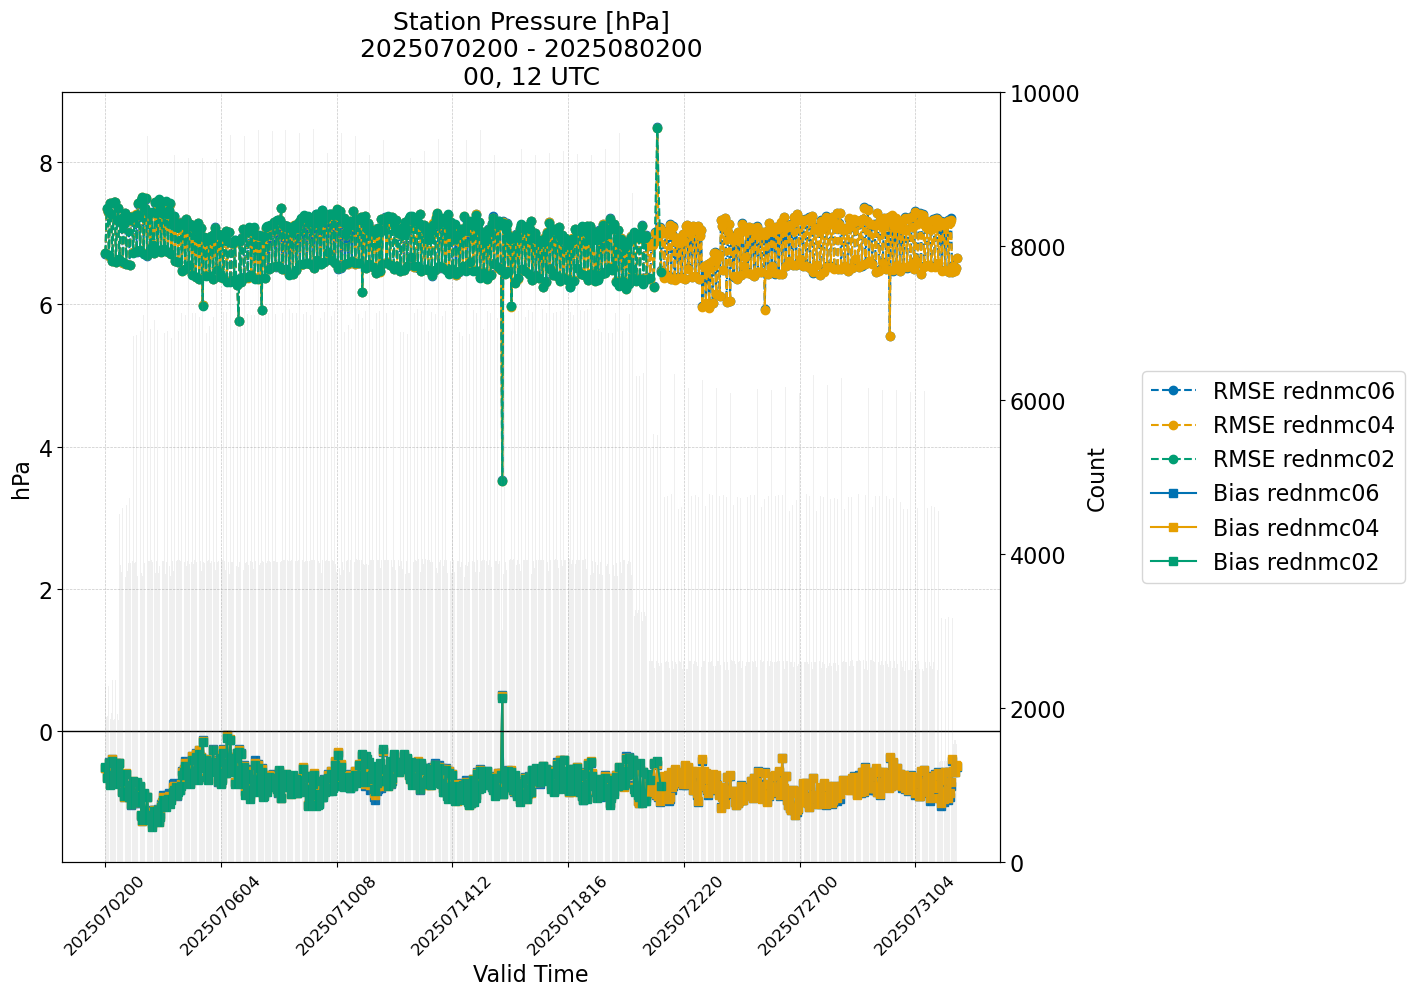 Station Pressure [hPa]
2025070200 - 2025080200
00, 12 UTC
hPa
8
6
4
2
0
10000
8000
6000
4000
2000
0
Count
2025070200
2025070604
2025071008
2025071412
2025071816
2025072220
2025072700
2025073104
Valid Time
RMSE rednmc06
RMSE rednmc04
RMSE rednmc02
Bias rednmc06
Bias rednmc04
Bias rednmc02